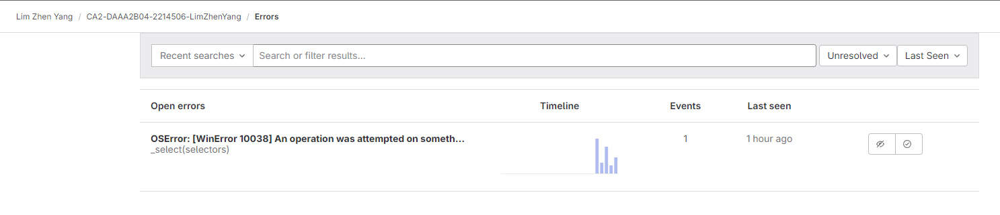 Lim Zhen Yang / CA2-DAAA2B04-2214506-LimZhenYang / Errors
Recent searches Search or filter results... Unresolved Last Seen
Open errors Timeline Events Last seen
OSError: [WinError 10038] An operation was attempted on someth... 1 1 hour ago
_select(selectors)